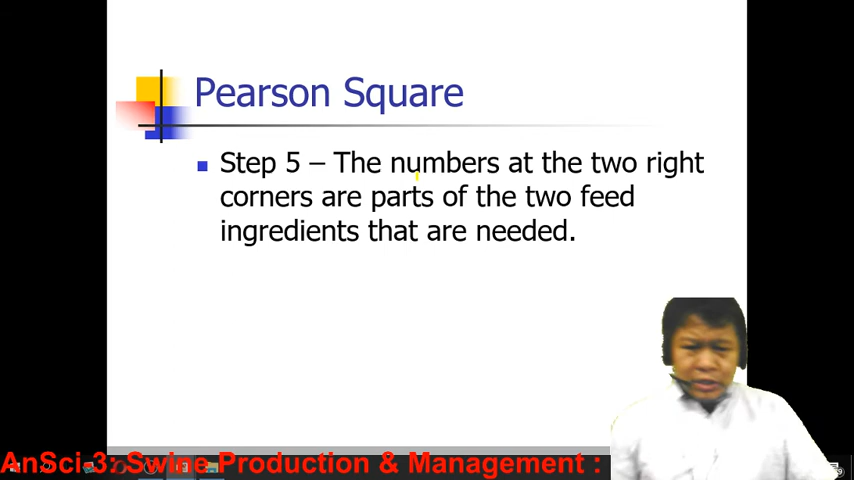 Pearson Square
Step 5 – The numbers at the two right
corners are parts of the two feed
ingredients that are needed.
AnSci-3: Swine Production & Management :